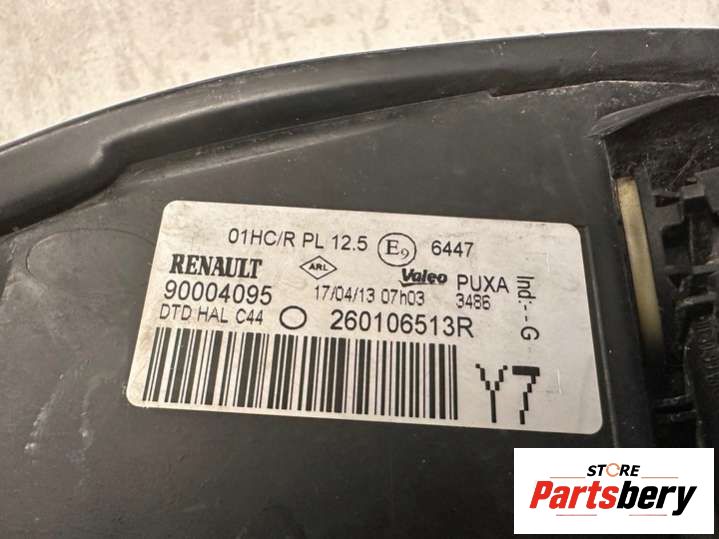 01HC/R PL 12.5 E9 6447
RENAULT ARL Valeo PUXA
90004095 17/04/13 07h03 3486
DTD HAL C44 260106513R
Ind:--G
Y7
STORE
Partsbery